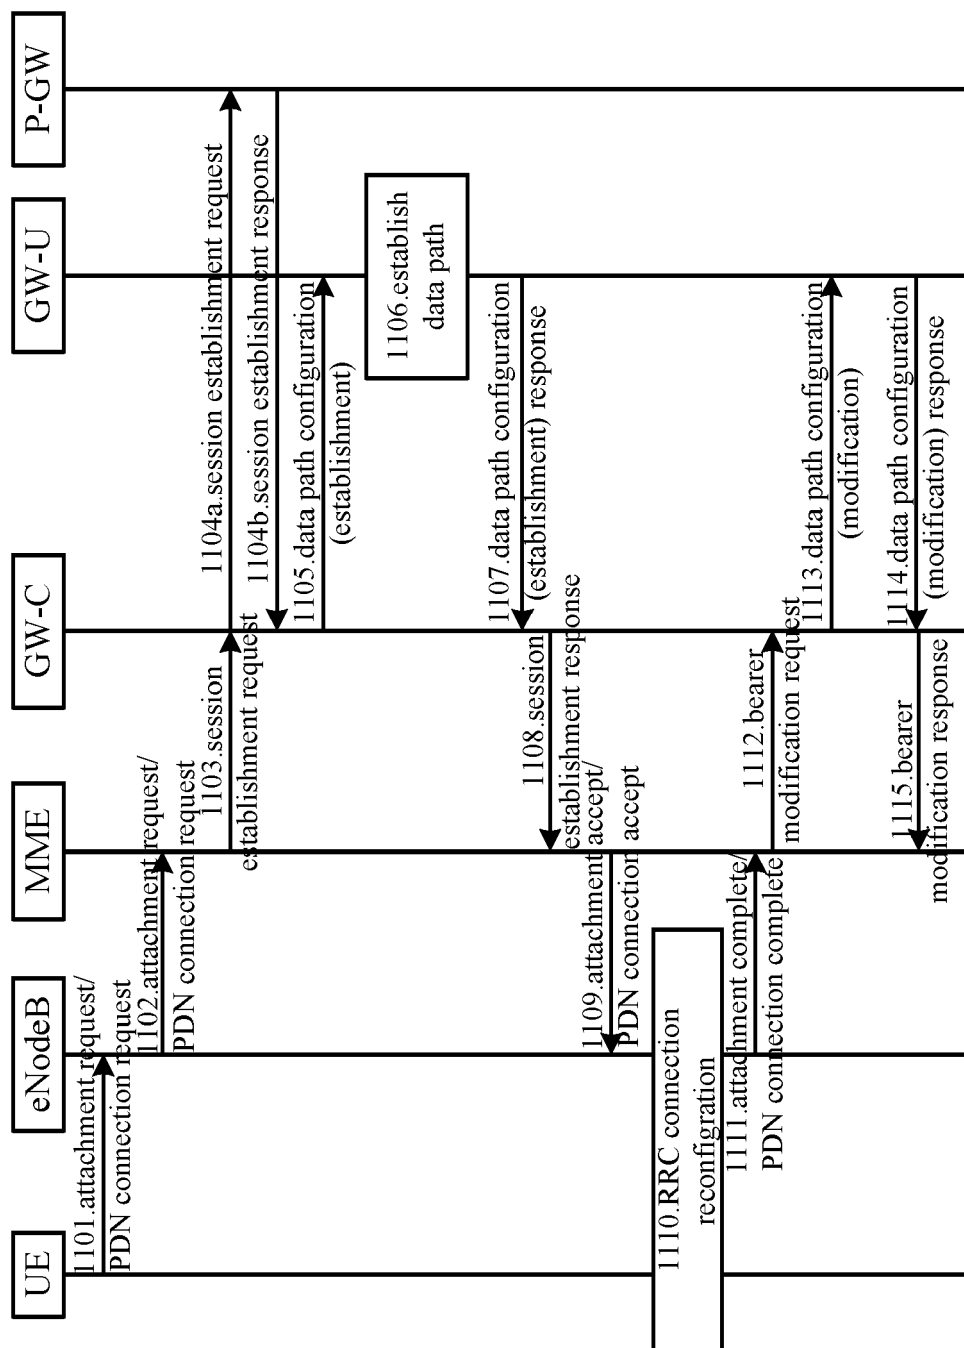 UE
eNodeB
MME
GW-C
GW-U
P-GW
1101.attachment request/
PDN connection request
1102.attachment request/
PDN connection request
1103.session
establishment request
1104a.session establishment request
1104b.session establishment response
1105.data path configuration
(establishment)
1106.establish
data path
1107.data path configuration
(establishment) response
1108.session
establishment response
1109.attachment accept/
PDN connection accept
1110.RRC connection
reconfigration
1111.attachment complete/
PDN connection complete
1112.bearer
modification request
1113.data path configuration
(modification)
1114.data path configuration
(modification) response
1115.bearer
modification response